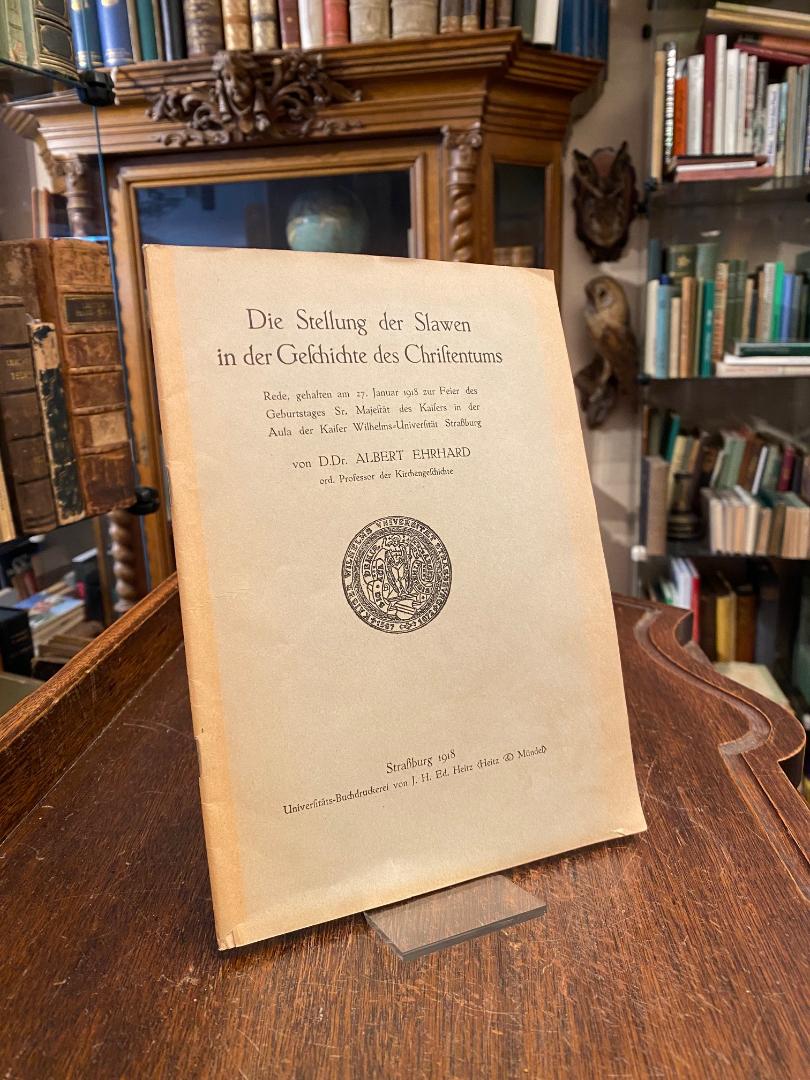 Die Stellung der Slawen
in der Geſchichte des Chriſtentums
Rede, gehalten am 27. Januar 1918 zur Feier des
Geburtstages Sr. Majeſtät des Kaiſers in der
Aula der Kaiſer Wilhelms-Univerſität Straßburg
von D.Dr. ALBERT EHRHARD
ord. Profeſſor der Kirchengeſchichte
Straßburg 1918
Univerſitäts-Buchdruckerei von J. H. Ed. Heitz (Heitz & Mündel)